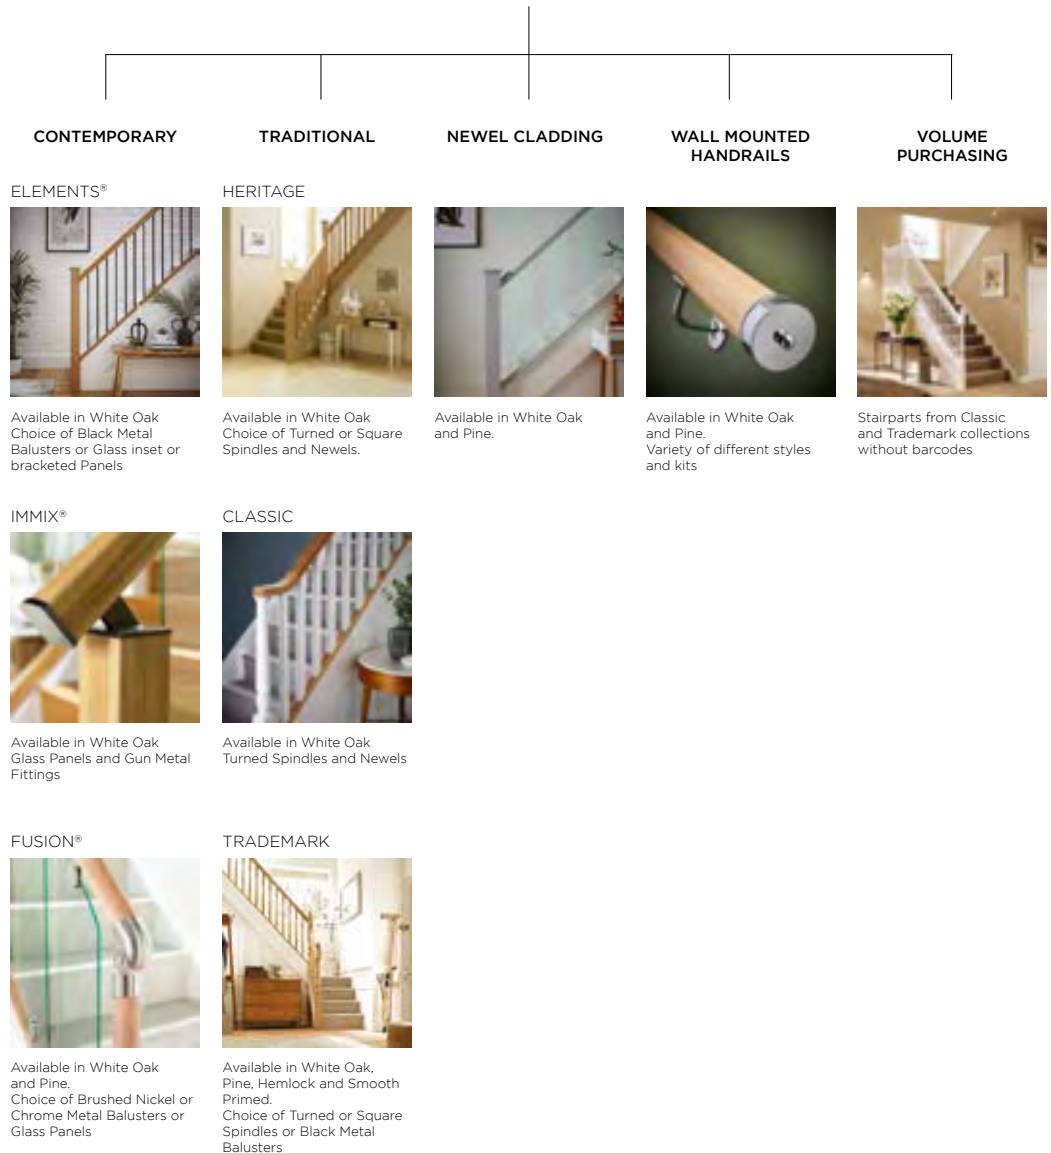 CONTEMPORARY
TRADITIONAL
NEWEL CLADDING
WALL MOUNTED
HANDRAILS
VOLUME
PURCHASING
ELEMENTS®
Available in White Oak
Choice of Black Metal
Balusters or Glass inset or
bracketed Panels
HERITAGE
Available in White Oak
Choice of Turned or Square
Spindles and Newels.
Available in White Oak
and Pine.
Available in White Oak
and Pine.
Variety of different styles
and kits
Stairparts from Classic
and Trademark collections
without barcodes
IMMIX®
Available in White Oak
Glass Panels and Gun Metal
Fittings
CLASSIC
Available in White Oak
Turned Spindles and Newels
FUSION®
Available in White Oak
and Pine.
Choice of Brushed Nickel or
Chrome Metal Balusters or
Glass Panels
TRADEMARK
Available in White Oak,
Pine, Hemlock and Smooth
Primed.
Choice of Turned or Square
Spindles or Black Metal
Balusters